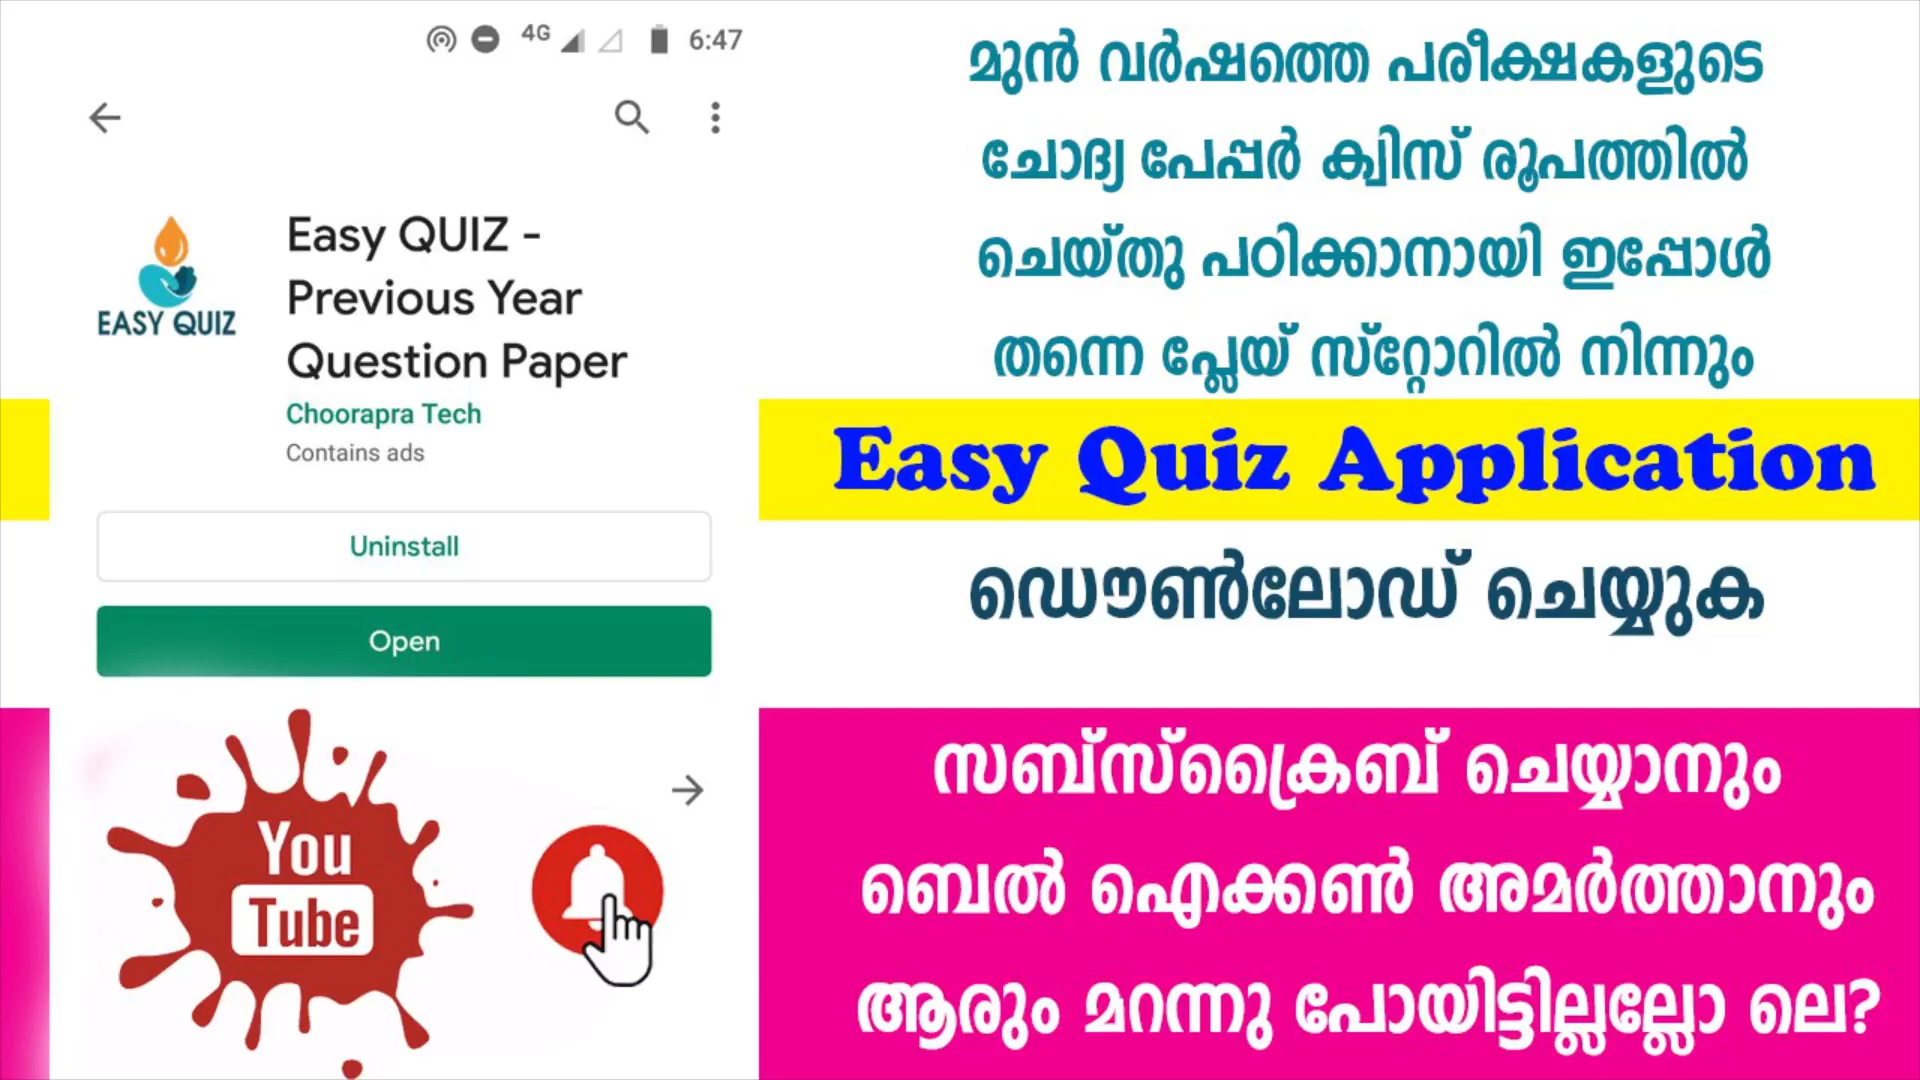 4G 6:47
EASY QUIZ
Easy QUIZ -
Previous Year
Question Paper
Choorapra Tech
Contains ads
Uninstall
Open
You
Tube
മുൻ വർഷത്തെ പരീക്ഷകളുടെ
ചോദ്യ പേപ്പർ ക്വിസ് രൂപത്തിൽ
ചെയ്തു പഠിക്കാനായി ഇപ്പോൾ
തന്നെ പ്ലേയ് സ്റ്റോറിൽ നിന്നും
Easy Quiz Application
ഡൌൺലോഡ് ചെയ്യുക
സബ്സ്ക്രൈബ് ചെയ്യാനും
ബെൽ ഐക്കൺ അമർത്താനും
ആരും മറന്നു പോയിട്ടില്ലല്ലോ ലെ?